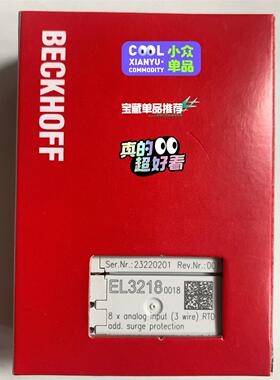 BECKHOFF
COOL 小众
XIANYU· 单品
COMMODITY
宝藏单品推荐
真的
超好看
Ser.Nr.: 23220201 Rev.Nr.: 00
EL3218 0018
8 x analog input (3 wire) RTD
add. surge protection